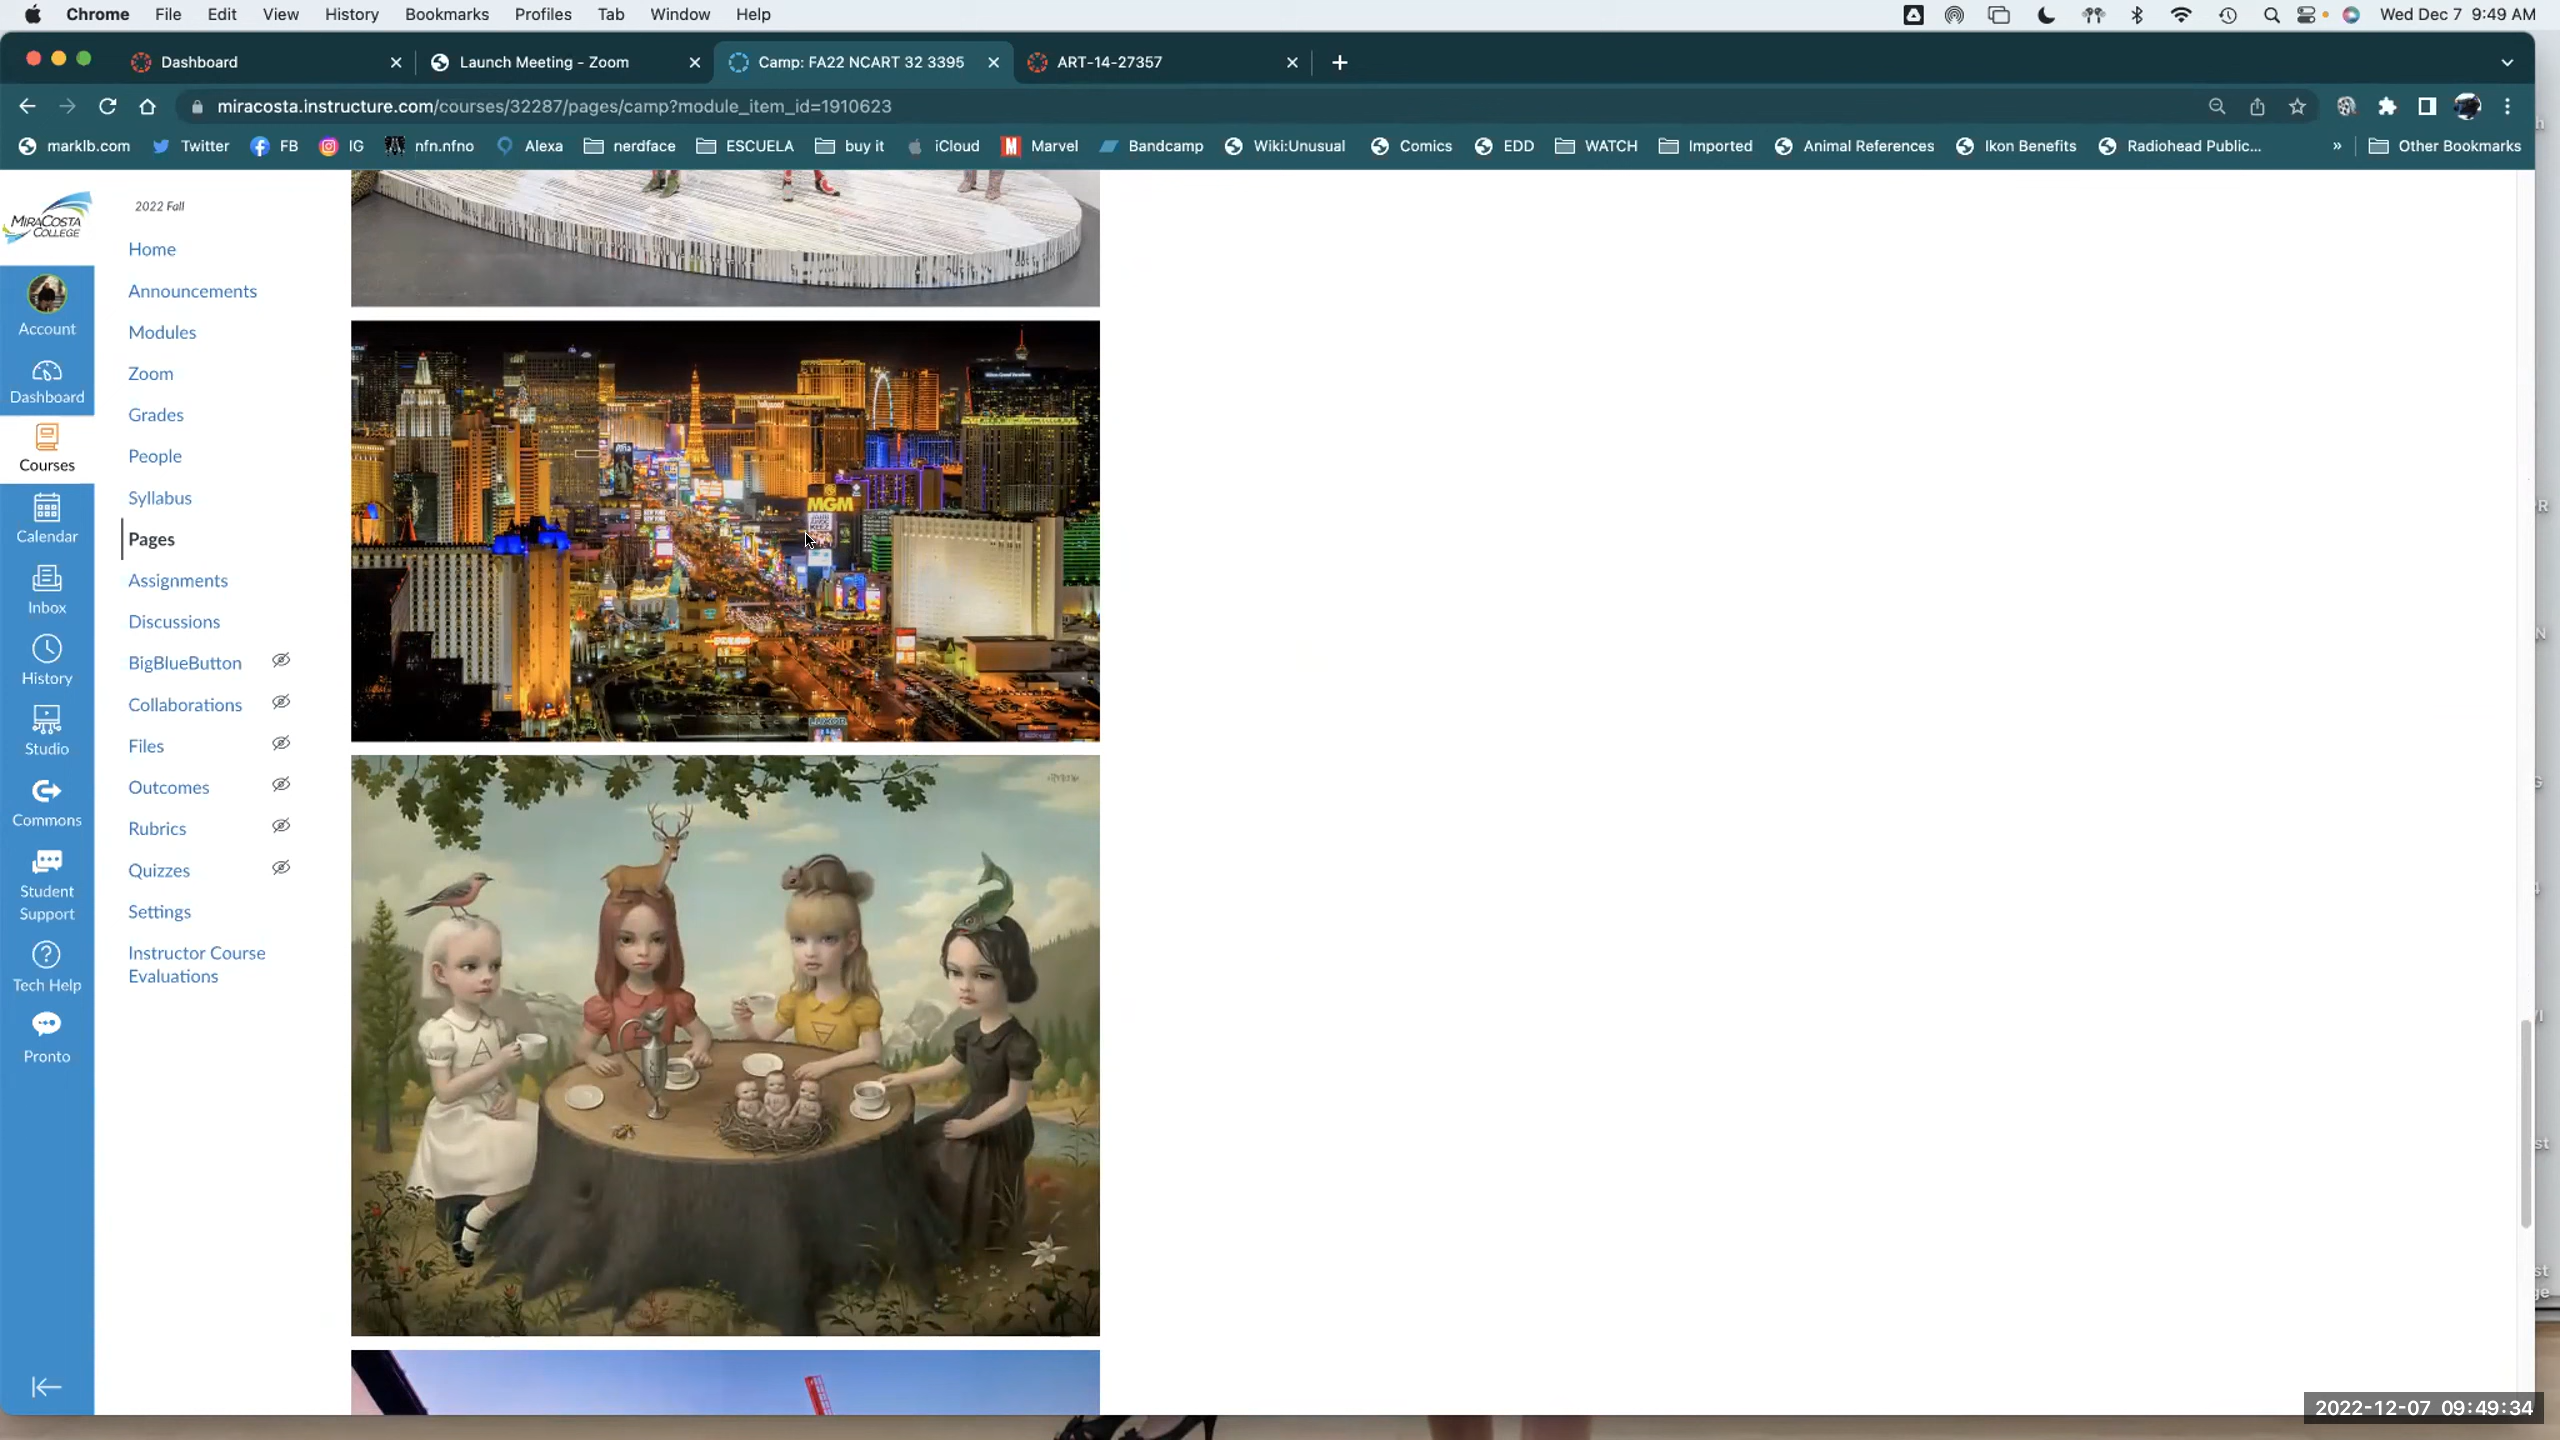 Chrome File Edit View History Bookmarks Profiles Tab Window Help Wed Dec 7 9:49 AM
Dashboard Launch Meeting - Zoom Camp: FA22 NCART 32 3395 ART-14-27357
miracosta.instructure.com/courses/32287/pages/camp?module_item_id=1910623
marklb.com Twitter FB IG nfn.nfno Alexa nerdface ESCUELA buy it iCloud Marvel Bandcamp Wiki:Unusual Comics EDD WATCH Imported Animal References Ikon Benefits Radiohead Public... » Other Bookmarks
MIRACOSTA
COLLEGE
Account
Dashboard
Courses
Calendar
Inbox
History
Studio
Commons
Student
Support
Tech Help
Pronto
2022 Fall
Home
Announcements
Modules
Zoom
Grades
People
Syllabus
Pages
Assignments
Discussions
BigBlueButton
Collaborations
Files
Outcomes
Rubrics
Quizzes
Settings
Instructor Course
Evaluations
MGM
LUXOR
2022-12-07 09:49:34